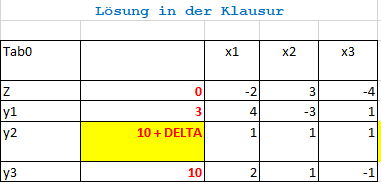 Lösung in der Klausur
Tab0 x1 x2 x3
Z 0 -2 3 -4
y1 3 4 -3 1
y2 10 + DELTA 1 1 1
y3 10 2 1 -1